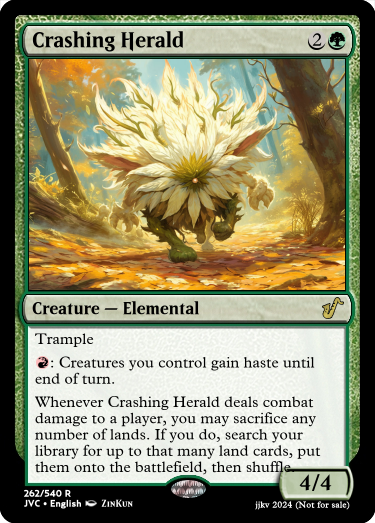 Crashing Herald 2
Creature — Elemental
Trample
: Creatures you control gain haste until
end of turn.
Whenever Crashing Herald deals combat
damage to a player, you may sacrifice any
number of lands. If you do, search your
library for up to that many land cards, put
them onto the battlefield, then shuffle.
4/4
262/540 R
JVC • English ZinKun
jjkv 2024 (Not for sale)